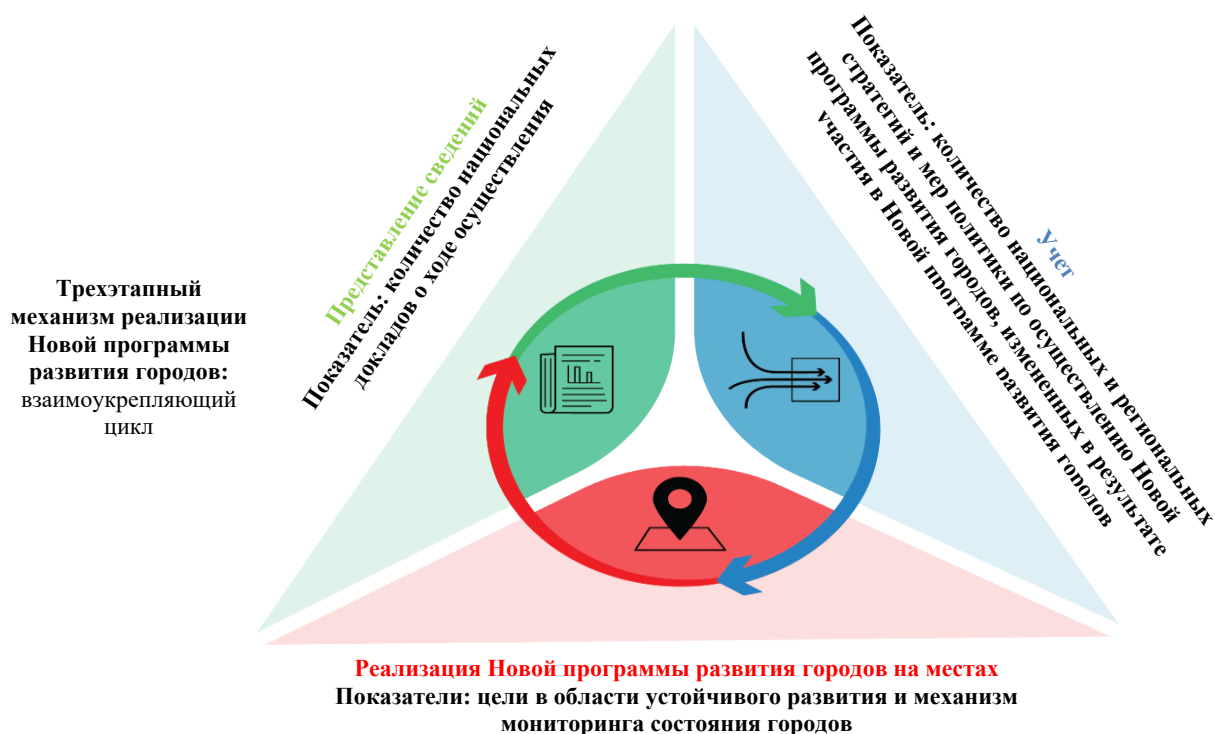 Трехэтапный
механизм реализации
Новой программы
развития городов:
взаимоукрепляющий
цикл
Представление сведений
Показатель: количество национальных
докладов о ходе осуществления
Учет
Показатель: количество национальных и региональных
стратегий и мер политики по осуществлению Новой
программы развития городов, измененных в результате
участия в Новой программе развития городов
Реализация Новой программы развития городов на местах
Показатели: цели в области устойчивого развития и механизм
мониторинга состояния городов